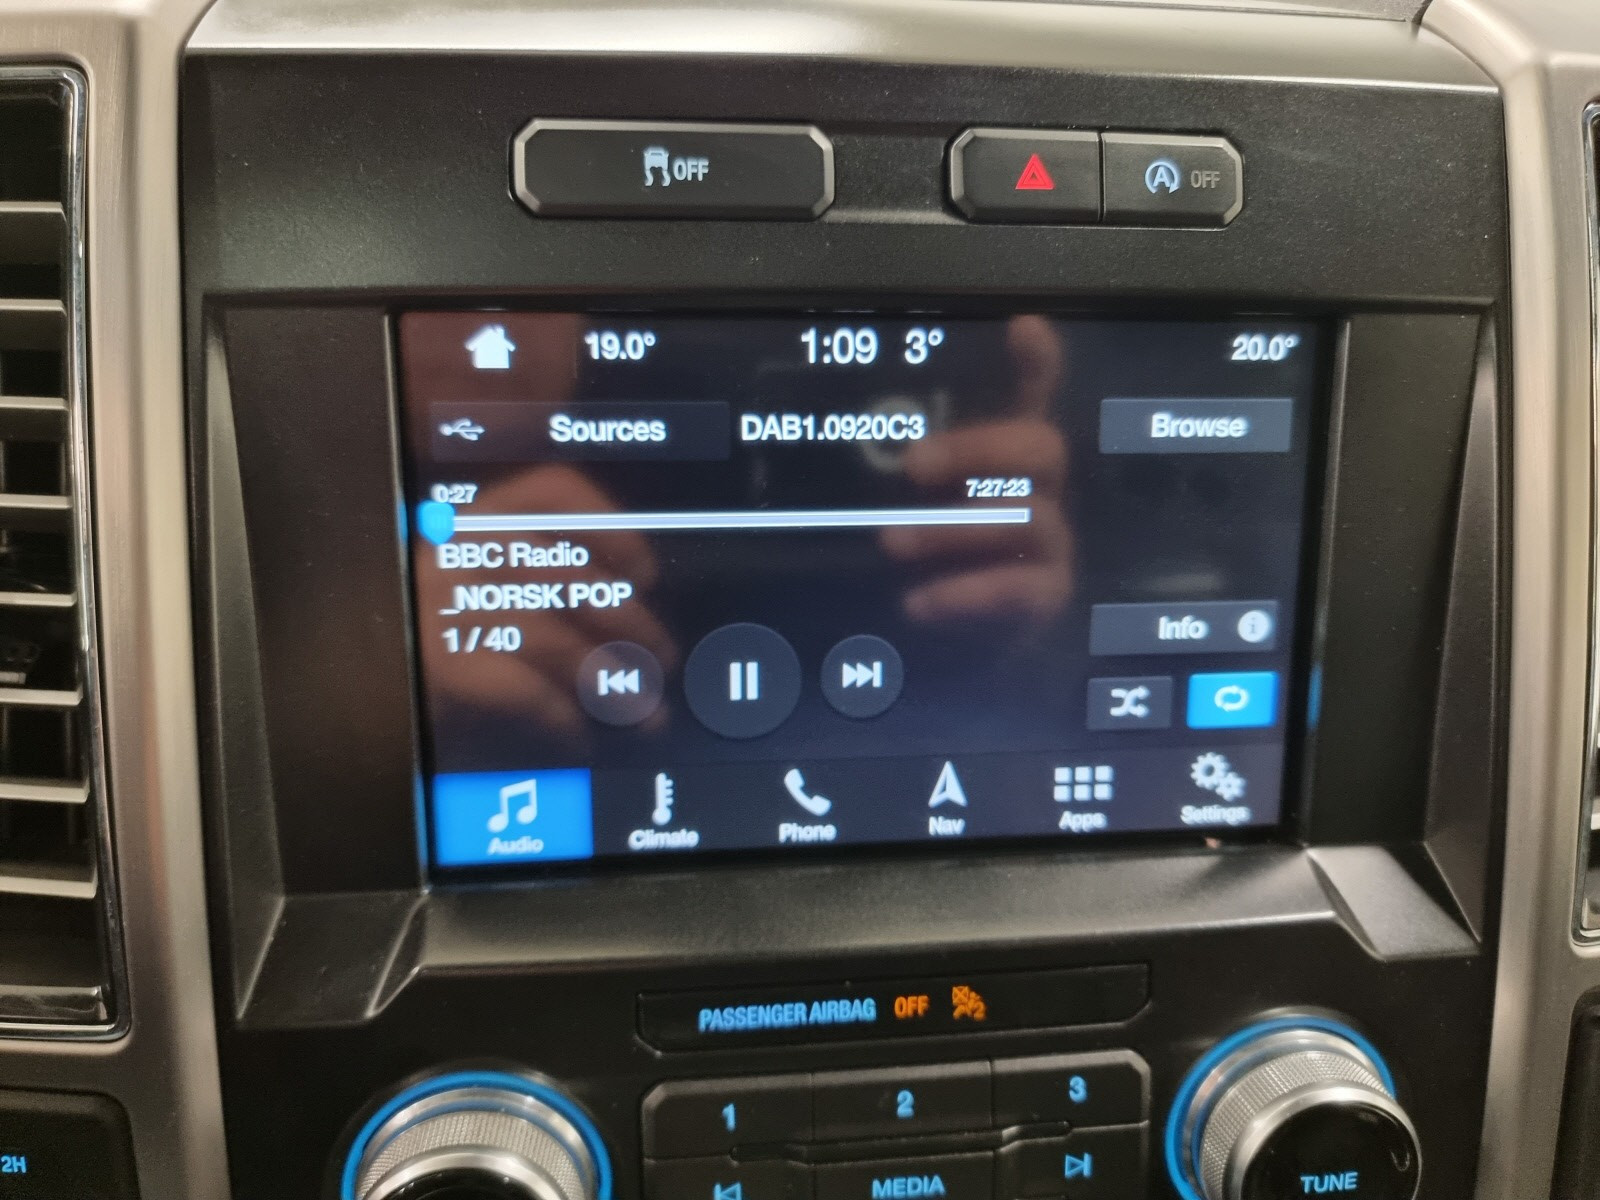 OFF
A OFF
19.0° 1:09 3° 20.0°
Sources DAB1.0920C3 Browse
0:27 7:27:23
BBC Radio
_NORSK POP
1 / 40
Info i
Audio Climate Phone Nav Apps Settings
PASSENGER AIRBAG OFF 2
1 2 3
2H
MEDIA
TUNE